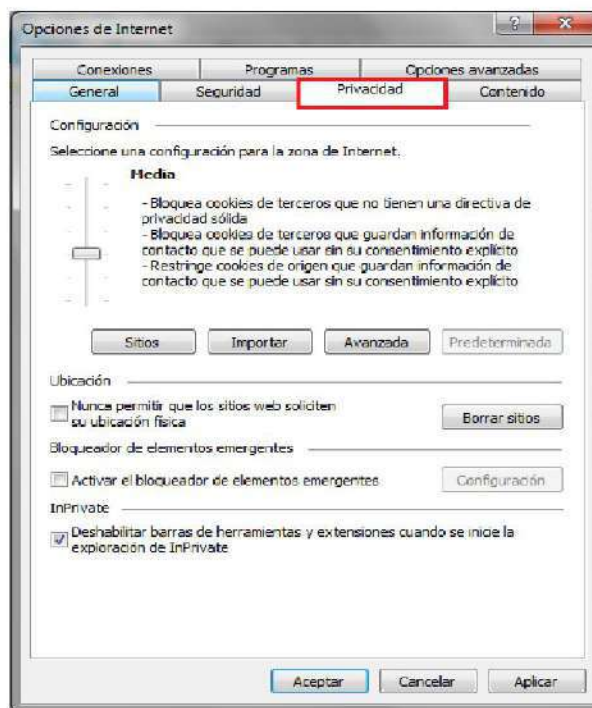 Opciones de Internet
Conexiones Programas Opciones avanzadas
General Seguridad Privacidad Contenido
Configuración
Seleccione una configuración para la zona de Internet.
Media
- Bloquea cookies de terceros que no tienen una directiva de
privacidad sólida
- Bloquea cookies de terceros que guardan información de
contacto que se puede usar sin su consentimiento explícito
- Restringe cookies de origen que guardan información de
contacto que se puede usar sin su consentimiento explícito
Sitios Importar Avanzada Predeterminada
Ubicación
Nunca permitir que los sitios web soliciten
su ubicación física
Borrar sitios
Bloqueador de elementos emergentes
Activar el bloqueador de elementos emergentes Configuración
InPrivate
Deshabilitar barras de herramientas y extensiones cuando se inicie la
exploración de InPrivate
Aceptar Cancelar Aplicar